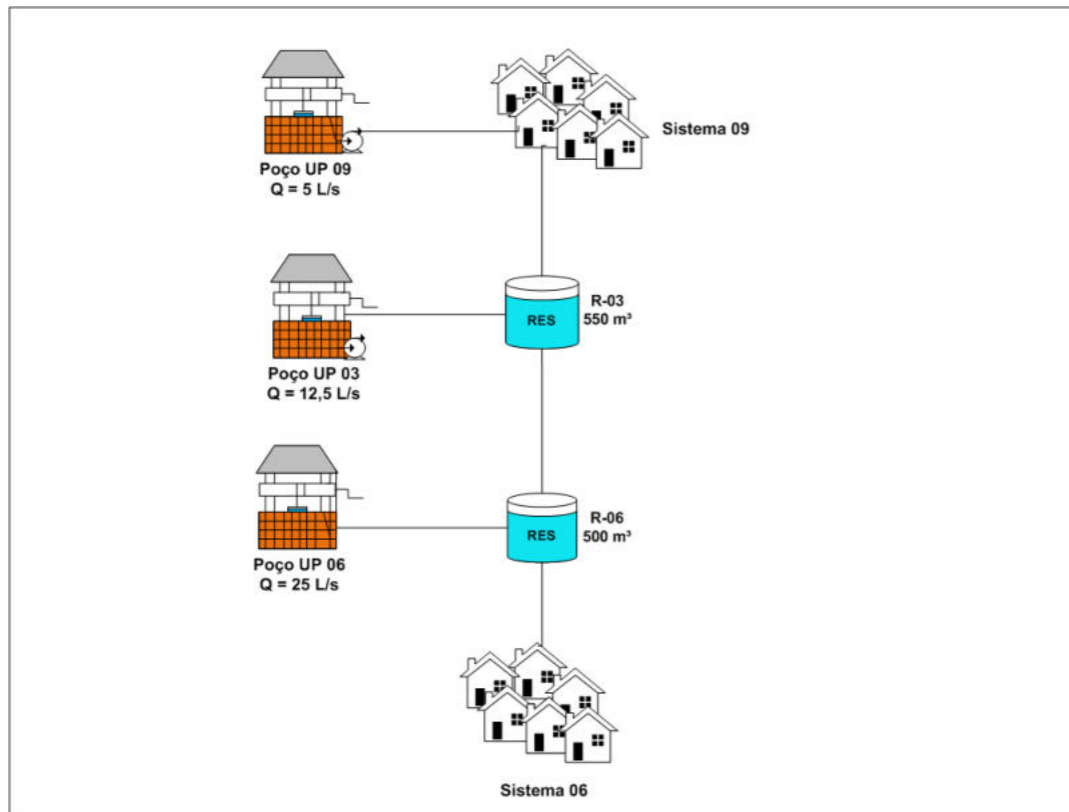 Sistema 09
Poço UP 09
Q = 5 L/s
R-03
550 m³
RES
Poço UP 03
Q = 12,5 L/s
R-06
500 m³
RES
Poço UP 06
Q = 25 L/s
Sistema 06